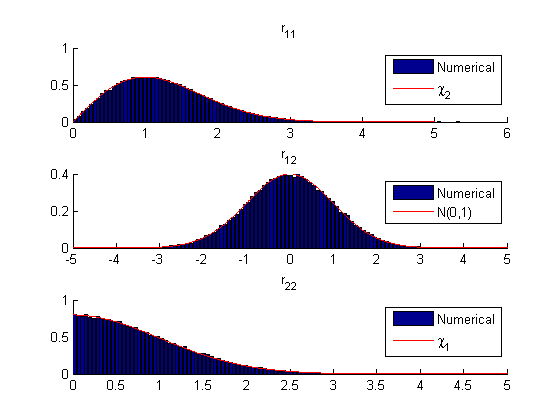 r11
1
0.5
0
0 1 2 3 4 5 6
Numerical
χ2
r12
0.4
0.2
0
-5 -4 -3 -2 -1 0 1 2 3 4 5
Numerical
N(0,1)
r22
1
0.5
0
0 0.5 1 1.5 2 2.5 3 3.5 4 4.5 5
Numerical
χ1